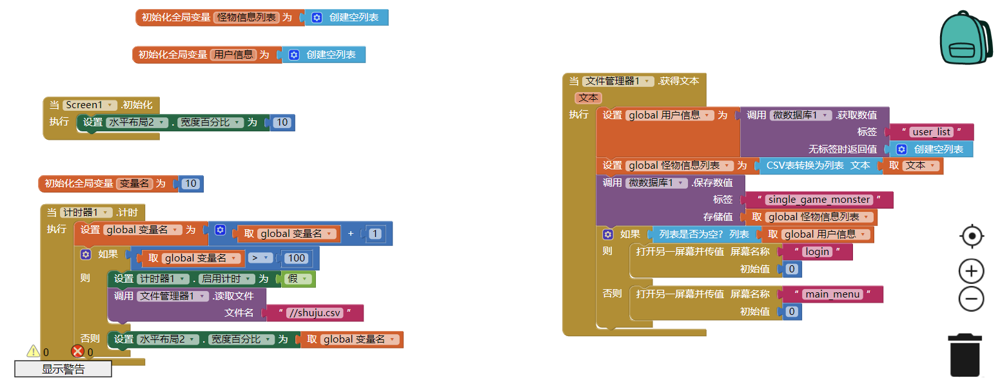 初始化全局变量 怪物信息列表 为 创建空列表
初始化全局变量 用户信息 为 创建空列表
当 Screen1 .初始化
执行 设置 水平布局2 . 宽度百分比 为 10
初始化全局变量 变量名 为 10
当 计时器1 .计时
执行 设置 global 变量名 为 取 global 变量名 + 1
如果 取 global 变量名 > 100
则 设置 计时器1 . 启用计时 为 假
调用 文件管理器1 .读取文件
文件名 “ //shuju.csv ”
否则 设置 水平布局2 . 宽度百分比 为 取 global 变量名
0 0
显示警告
当 文件管理器1 .获得文本
文本
执行 设置 global 用户信息 为 调用 微数据库1 .获取数值
标签 “ user_list ”
无标签时返回值 创建空列表
设置 global 怪物信息列表 为 CSV表转换为列表 文本 取 文本
调用 微数据库1 .保存数值
标签 “ single_game_monster ”
存储值 取 global 怪物信息列表
如果 列表是否为空? 列表 取 global 用户信息
则 打开另一屏幕并传值 屏幕名称 “ login ”
初始值 0
否则 打开另一屏幕并传值 屏幕名称 “ main_menu ”
初始值 0